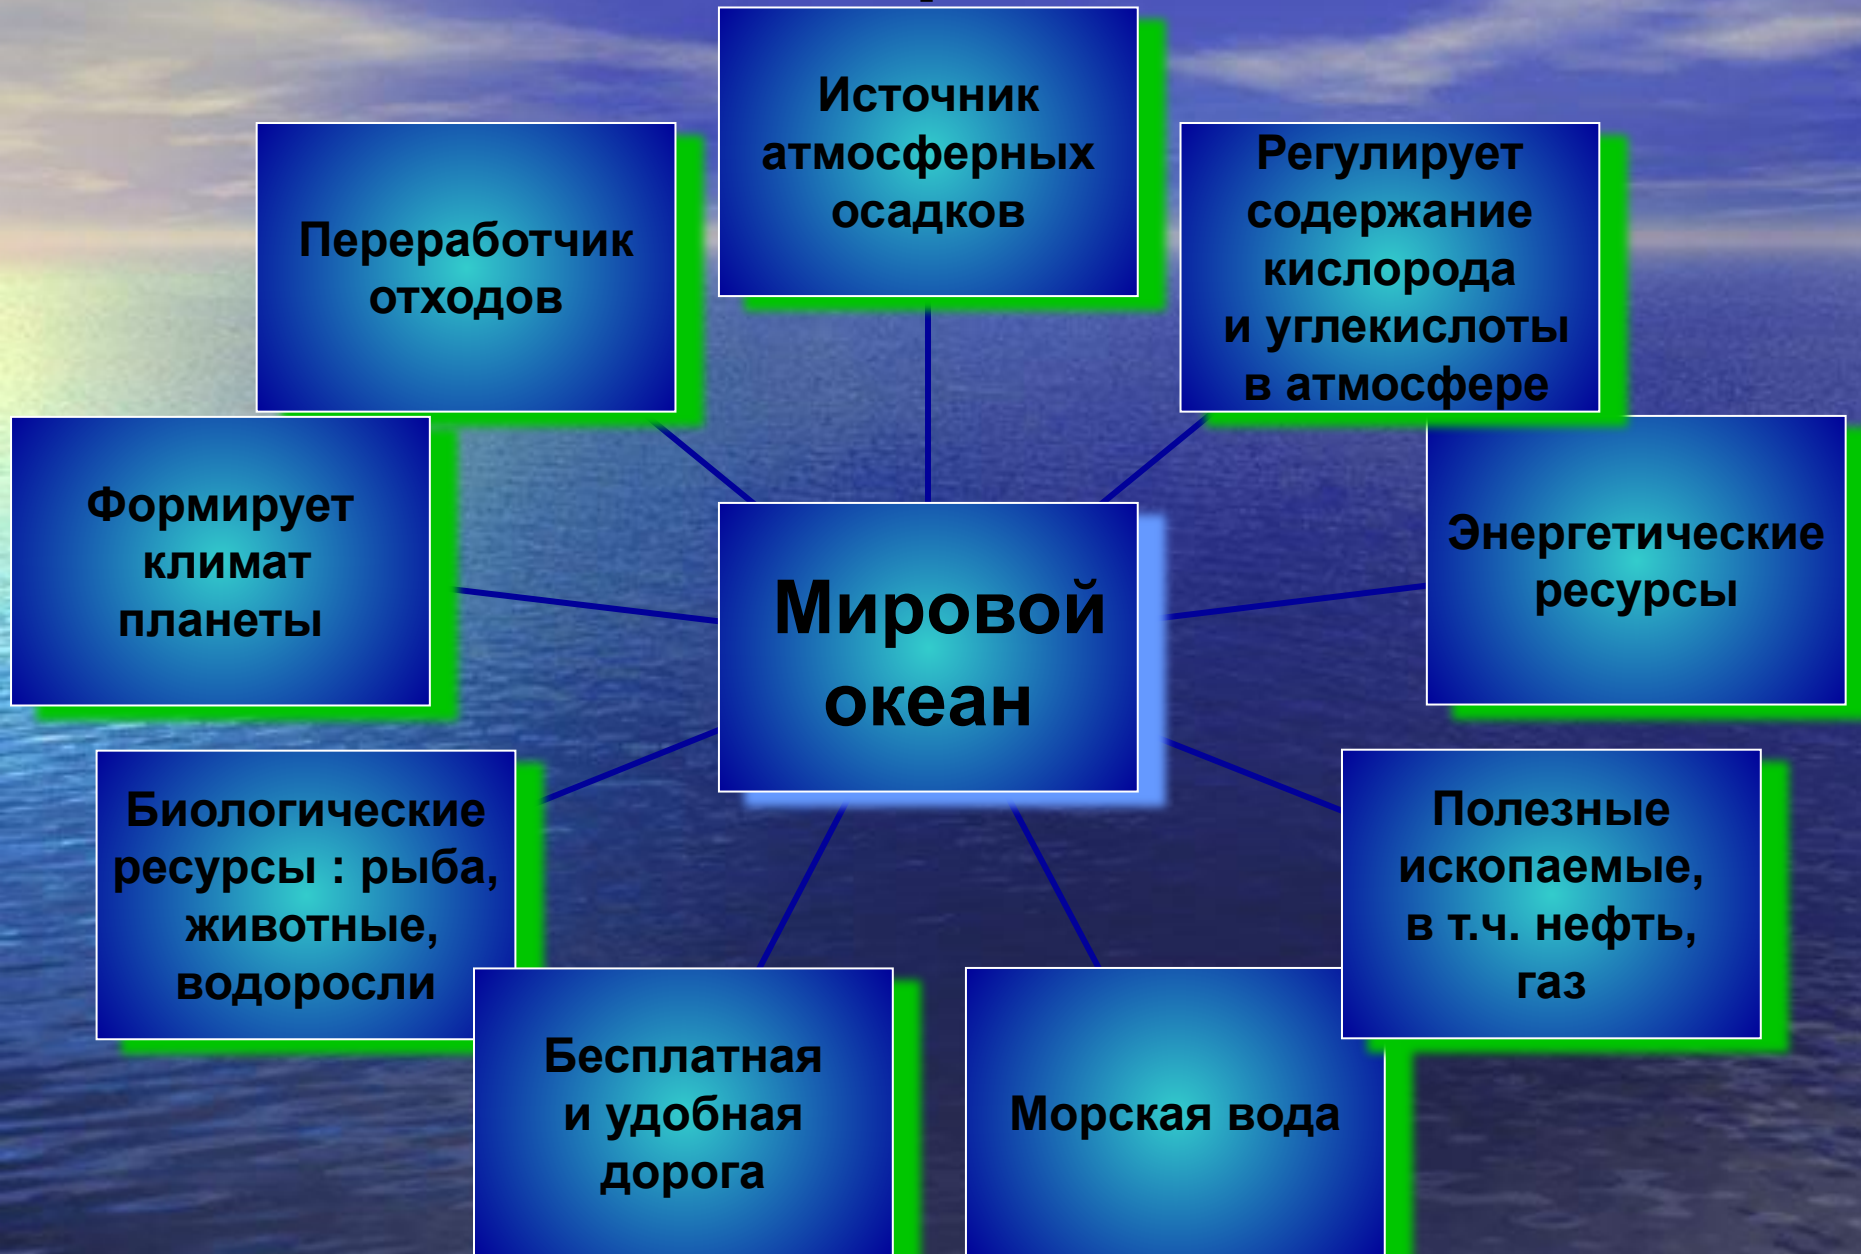 Источник
атмосферных
осадков
Регулирует
содержание
кислорода
и углекислоты
в атмосфере
Переработчик
отходов
Формирует
климат
планеты
Энергетические
ресурсы
Мировой
океан
Биологические
ресурсы : рыба,
животные,
водоросли
Полезные
ископаемые,
в т.ч. нефть,
газ
Бесплатная
и удобная
дорога
Морская вода